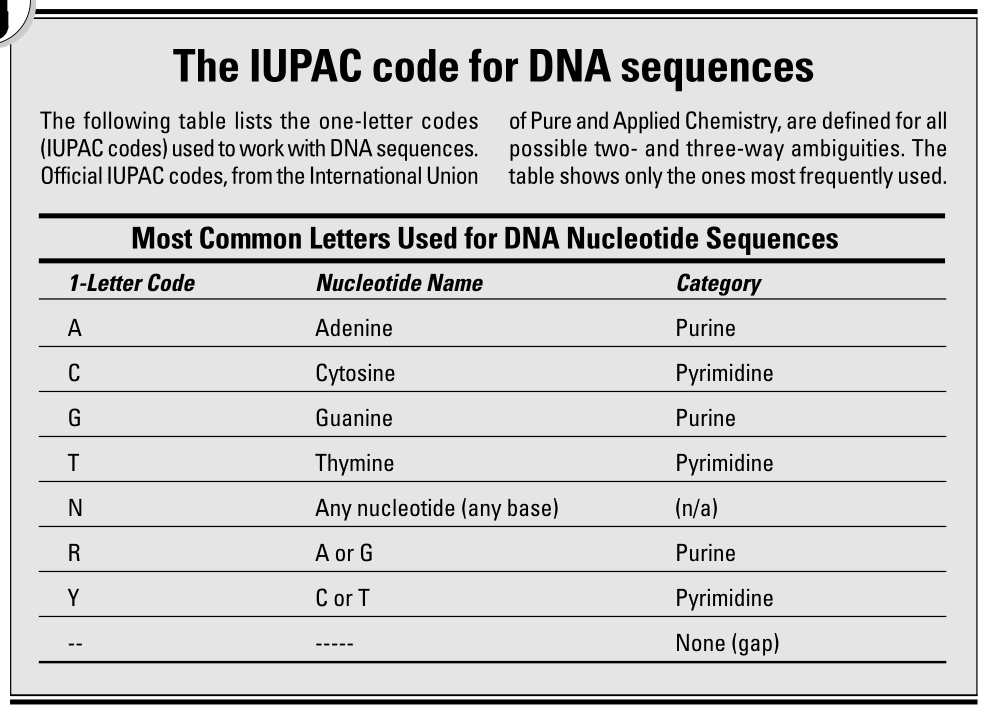 The IUPAC code for DNA sequences
The following table lists the one-letter codes
(IUPAC codes) used to work with DNA sequences.
Official IUPAC codes, from the International Union
of Pure and Applied Chemistry, are defined for all
possible two- and three-way ambiguities. The
table shows only the ones most frequently used.
Most Common Letters Used for DNA Nucleotide Sequences
1-Letter Code Nucleotide Name Category
A Adenine Purine
C Cytosine Pyrimidine
G Guanine Purine
T Thymine Pyrimidine
N Any nucleotide (any base) (n/a)
R A or G Purine
Y C or T Pyrimidine
-- ----- None (gap)